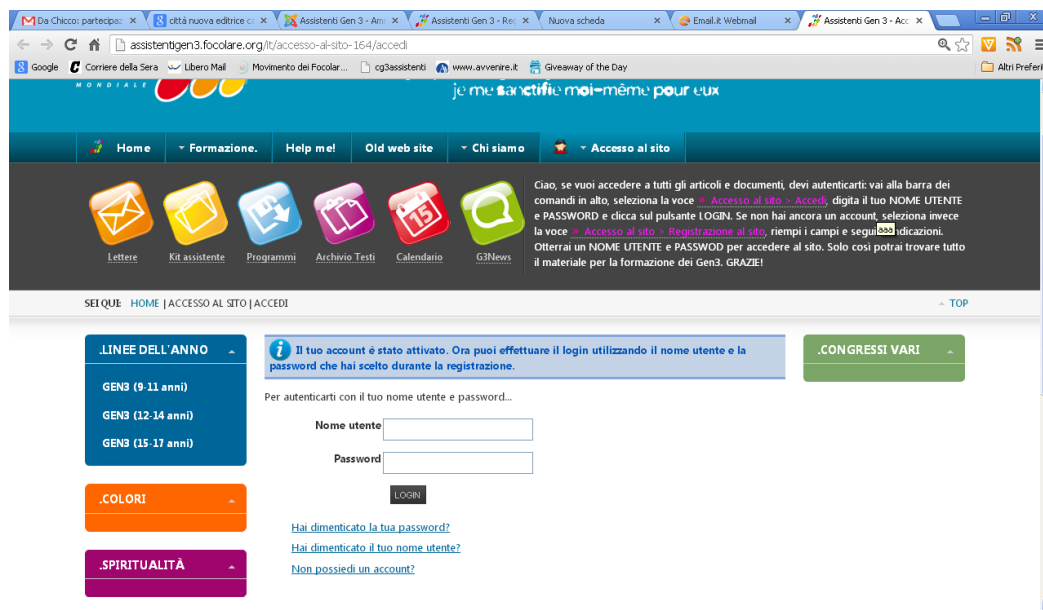 Da Chicco: partecipaz
città nuova editrice c
Assistenti Gen 3 - Am
Assistenti Gen 3 - Reg
Nuova scheda
Email.it Webmail
Assistenti Gen 3 - Acc
assistentigen3.focolare.org/it/accesso-al-sito-164/accedi
Google Corriere della Sera Libero Mail Movimento dei Focolar... cg3assistenti www.avvenire.it Giveaway of the Day Altri Preferi
MONDIALE
je me sanctifie moi-même pour eux
Home Formazione. Help me! Old web site Chi siamo Accesso al sito
Ciao, se vuoi accedere a tutti gli articoli e documenti, devi autenticarti: vai alla barra dei
comandi in alto, seleziona la voce » Accesso al sito > Accedi, digita il tuo NOME UTENTE
e PASSWORD e clicca sul pulsante LOGIN. Se non hai ancora un account, seleziona invece
la voce » Accesso al sito > Registrazione al sito, riempi i campi e segui dicazioni.
Otterrai un NOME UTENTE e PASSWOD per accedere al sito. Solo così potrai trovare tutto
il materiale per la formazione dei Gen3. GRAZIE!
15
Lettere Kit assistente Programmi Archivio Testi Calendario G3News
SEI QUI: HOME | ACCESSO AL SITO | ACCEDI TOP
.LINEE DELL'ANNO
GEN3 (9-11 anni)
GEN3 (12-14 anni)
GEN3 (15-17 anni)
.COLORI
.SPIRITUALITÀ
Il tuo account è stato attivato. Ora puoi effettuare il login utilizzando il nome utente e la
password che hai scelto durante la registrazione.
Per autenticarti con il tuo nome utente e password...
Nome utente
Password
LOGIN
Hai dimenticato la tua password?
Hai dimenticato il tuo nome utente?
Non possiedi un account?
.CONGRESSI VARI